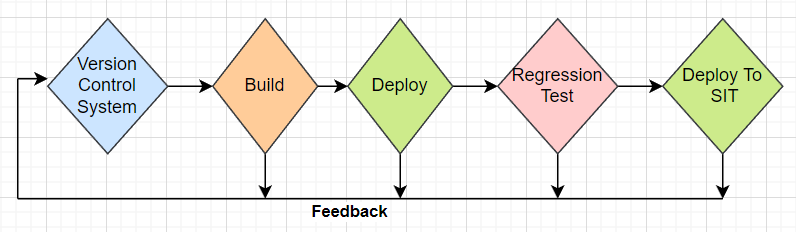 Version
Control
System
Build
Deploy
Regression
Test
Deploy To
SIT
Feedback